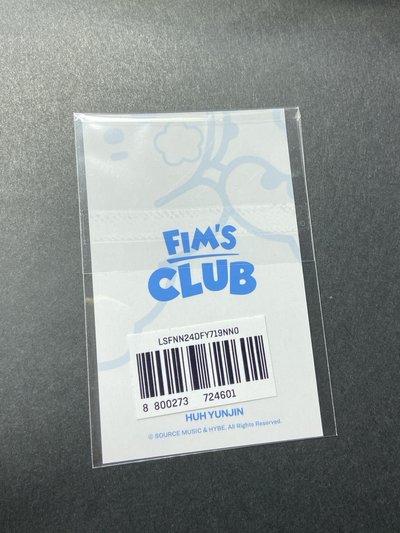 FIM'S
CLUB
LSFNN24DFY719NN0
8 800273 724601
HUH YUNJIN
© SOURCE MUSIC & HYBE. All Rights Reserved.